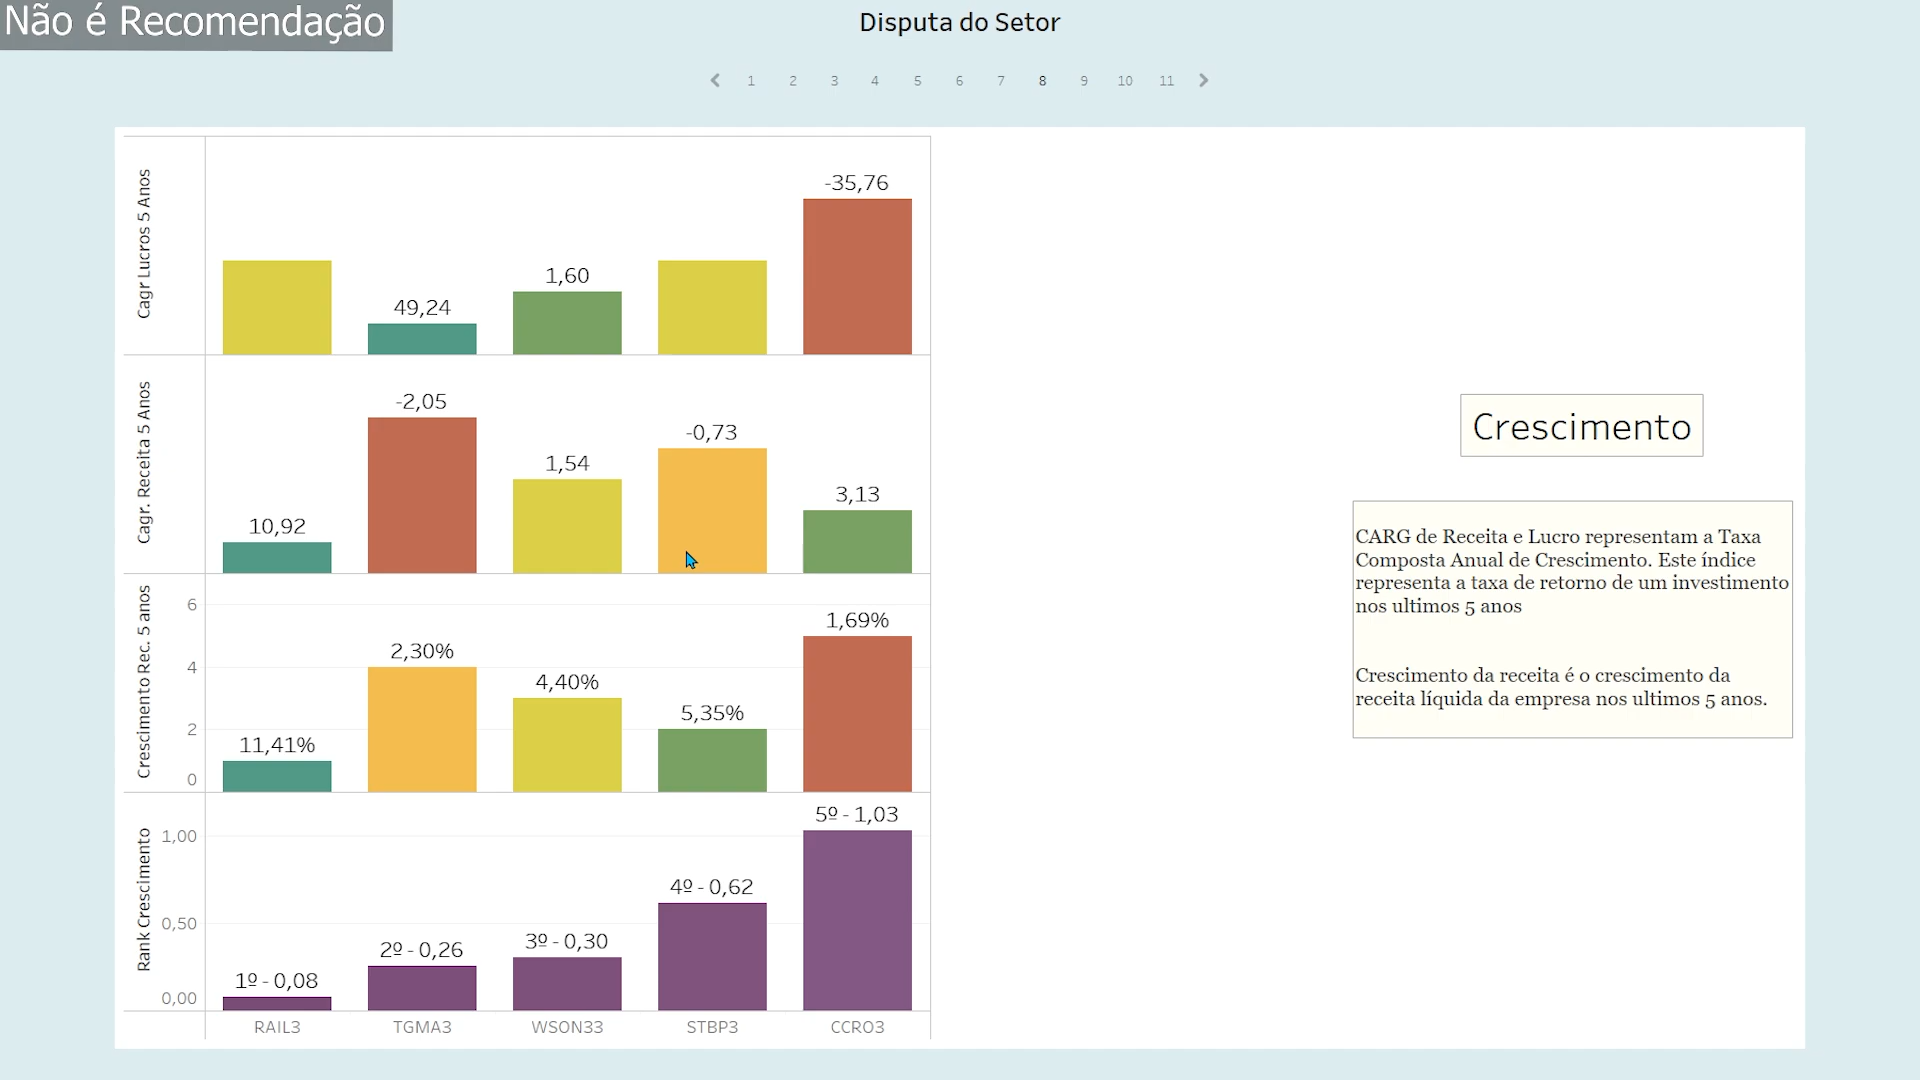 Não é Recomendação
Disputa do Setor
1 2 3 4 5 6 7 8 9 10 11
Cagr Lucros 5 Anos
49,24
1,60
-35,76
Cagr. Receita 5 Anos
10,92
-2,05
1,54
-0,73
3,13
Crescimento Rec. 5 anos
6
4
2
0
11,41%
2,30%
4,40%
5,35%
1,69%
Rank Crescimento
1,00
0,50
0,00
1º - 0,08
2º - 0,26
3º - 0,30
4º - 0,62
5º - 1,03
RAIL3 TGMA3 WSON33 STBP3 CCRO3
Crescimento
CARG de Receita e Lucro representam a Taxa
Composta Anual de Crescimento. Este índice
representa a taxa de retorno de um investimento
nos ultimos 5 anos
Crescimento da receita é o crescimento da
receita líquida da empresa nos ultimos 5 anos.